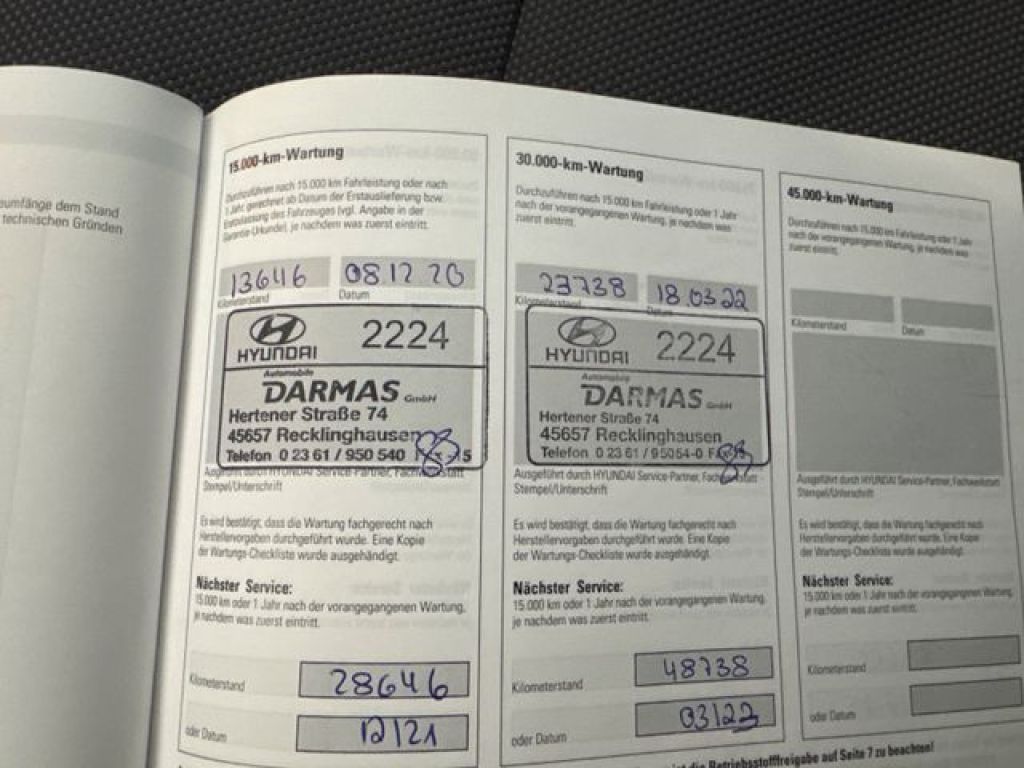 eumfänge dem Stand
technischen Gründen
15.000-km-Wartung
Durchzuführen nach 15.000 km Fahrleistung oder nach
1 Jahr, gerechnet ab Datum der Erstauslieferung bzw.
Erstzulassung des Fahrzeuges (vgl. Angabe in der
Garantie-Urkunde), je nachdem was zuerst eintritt.
13646 08.12 20
Kilometerstand Datum
HYUNDAI 2224
Automobile
DARMAS GmbH
Hertener Straße 74
45657 Recklinghausen
Telefon 0 23 61 / 950 540
Ausgeführt durch HYUNDAI Service-Partner, Fachwerkstatt
Stempel/Unterschrift
Es wird bestätigt, dass die Wartung fachgerecht nach
Herstellervorgaben durchgeführt wurde. Eine Kopie
der Wartungs-Checkliste wurde ausgehändigt.
Nächster Service:
15.000 km oder 1 Jahr nach der vorangegangenen Wartung,
je nachdem was zuerst eintritt.
Kilometerstand 28646
oder Datum 12/21
30.000-km-Wartung
Durchzuführen nach 15.000 km Fahrleistung oder 1 Jahr
nach der vorangegangenen Wartung, je nachdem was
zuerst eintritt.
23738 18.03.22
Kilometerstand Datum
HYUNDAI 2224
Automobile
DARMAS GmbH
Hertener Straße 74
45657 Recklinghausen
Telefon 0 23 61 / 95054-0
Ausgeführt durch HYUNDAI Service-Partner, Fachwerkstatt
Stempel/Unterschrift
Es wird bestätigt, dass die Wartung fachgerecht nach
Herstellervorgaben durchgeführt wurde. Eine Kopie
der Wartungs-Checkliste wurde ausgehändigt.
Nächster Service:
15.000 km oder 1 Jahr nach der vorangegangenen Wartung,
je nachdem was zuerst eintritt.
Kilometerstand 48738
oder Datum 03/23
45.000-km-Wartung
Durchzuführen nach 15.000 km Fahrleistung oder 1 Jahr
nach der vorangegangenen Wartung, je nachdem was
zuerst eintritt.
Kilometerstand Datum
Ausgeführt durch HYUNDAI Service-Partner, Fachwerkstatt
Stempel/Unterschrift
Es wird bestätigt, dass die Wartung fachgerecht nach
Herstellervorgaben durchgeführt wurde. Eine Kopie
der Wartungs-Checkliste wurde ausgehändigt.
Nächster Service:
15.000 km oder 1 Jahr nach der vorangegangenen
je nachdem was zuerst eintritt.
Kilometerstand
oder Datum
ist die Betriebsstofffreigabe auf Seite 7 zu beachten!